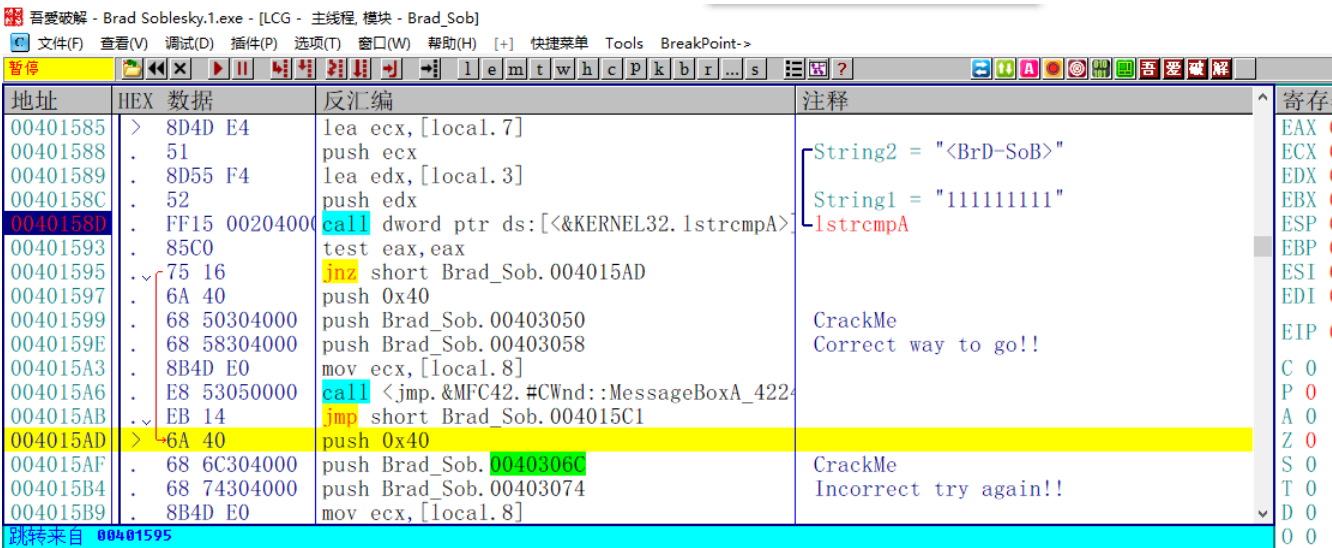 吾愛破解 - Brad Soblesky.1.exe - [LCG - 主线程, 模块 - Brad_Sob]
C 文件(F) 查看(V) 调试(D) 插件(P) 选项(T) 窗口(W) 帮助(H) [+] 快捷菜单 Tools BreakPoint->
暂停 l e m t w h c P k b r ... s ? A 吾 爱 破 解
地址 HEX 数据 反汇编 注释 寄存
00401585 > 8D4D E4 lea ecx,[local.7] EAX
00401588 . 51 push ecx String2 = "<BrD-SoB>" ECX
00401589 . 8D55 F4 lea edx,[local.3] EDX
0040158C . 52 push edx String1 = "111111111" EBX
0040158D . FF15 00204000 call dword ptr ds:[<&KERNEL32.lstrcmpA>] lstrcmpA ESP
00401593 . 85C0 test eax,eax EBP
00401595 . 75 16 jnz short Brad_Sob.004015AD ESI
00401597 . 6A 40 push 0x40 EDI
00401599 . 68 50304000 push Brad_Sob.00403050 CrackMe
0040159E . 68 58304000 push Brad_Sob.00403058 Correct way to go!! EIP
004015A3 . 8B4D E0 mov ecx,[local.8] C 0
004015A6 . E8 53050000 call <jmp.&MFC42.#CWnd::MessageBoxA_4224 P 0
004015AB . EB 14 jmp short Brad_Sob.004015C1 A 0
004015AD > 6A 40 push 0x40 Z 0
004015AF . 68 6C304000 push Brad_Sob.0040306C CrackMe S 0
004015B4 . 68 74304000 push Brad_Sob.00403074 Incorrect try again!! T 0
004015B9 . 8B4D E0 mov ecx,[local.8] D 0
跳转来自 00401595 O 0